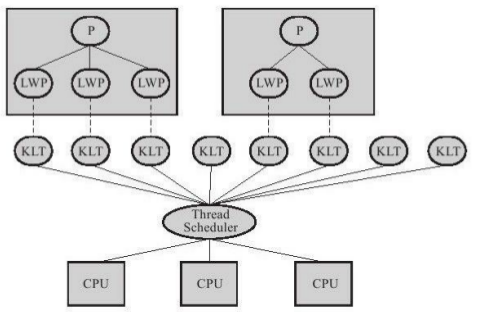 P
P
LWP LWP LWP LWP LWP
KLT KLT KLT KLT KLT KLT KLT KLT
Thread
Scheduler
CPU CPU CPU